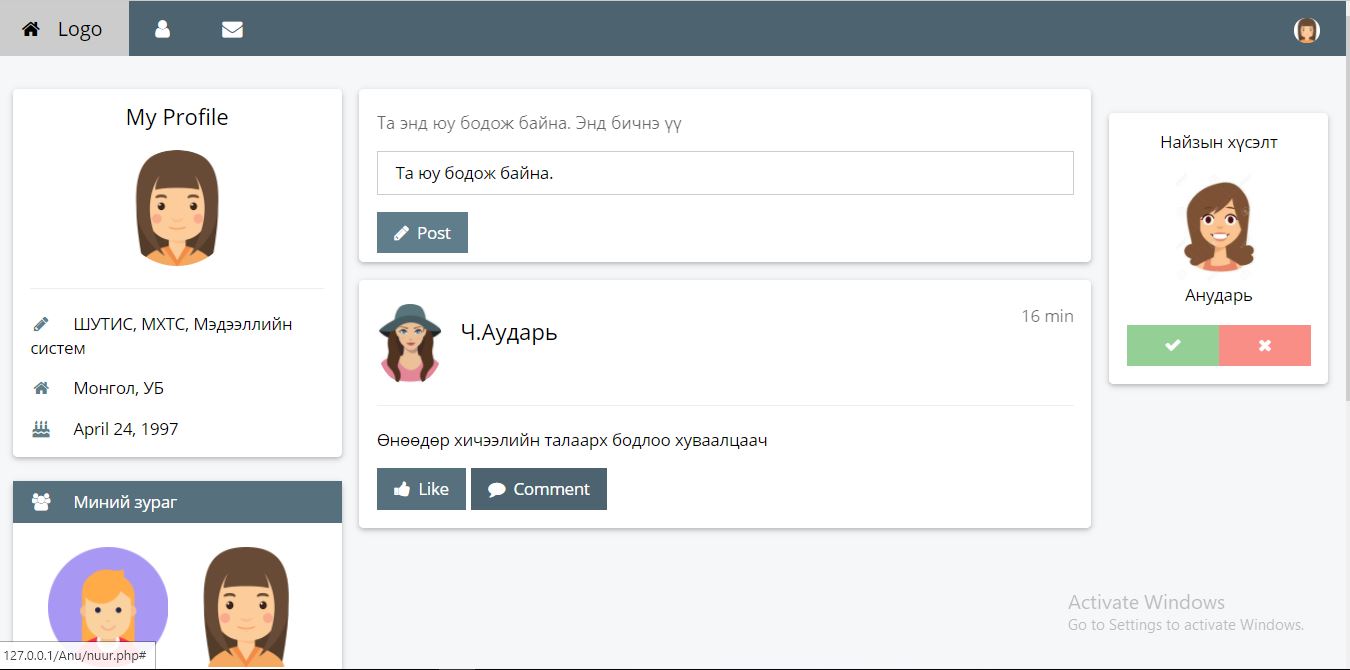 Logo
My Profile
ШУТИС, МХТС, Мэдээллийн
систем
Монгол, УБ
April 24, 1997
Миний зураг
Та энд юу бодож байна. Энд бичнэ үү
Та юу бодож байна.
Post
Ч.Аударь
16 min
Өнөөдөр хичээлийн талаарх бодлоо хуваалцаач
Like Comment
Найзын хүсэлт
Анударь
Activate Windows
Go to Settings to activate Windows.
127.0.0.1/Anu/nuur.php#